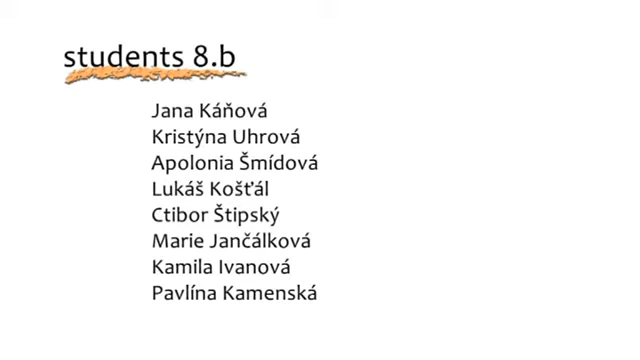 students 8.b
Jana Káňová
Kristýna Uhrová
Apolonia Šmídová
Lukáš Košťál
Ctibor Štipský
Marie Jančálková
Kamila Ivanová
Pavlína Kamenská